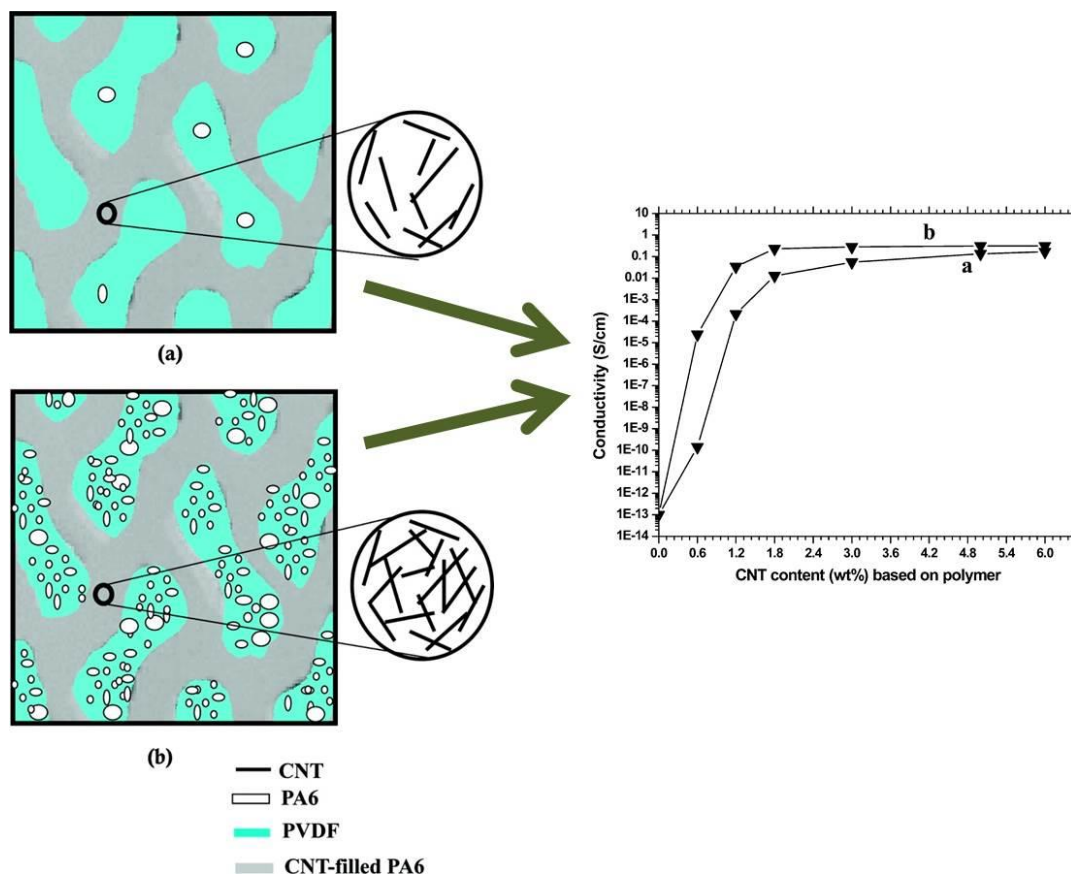 (a)
(b)
CNT
PA6
PVDF
CNT-filled PA6
Conductivity (S/cm)
10
1
0.1
0.01
1E-3
1E-4
1E-5
1E-6
1E-7
1E-8
1E-9
1E-10
1E-11
1E-12
1E-13
1E-14
b
a
0.0 0.6 1.2 1.8 2.4 3.0 3.6 4.2 4.8 5.4 6.0
CNT content (wt%) based on polymer